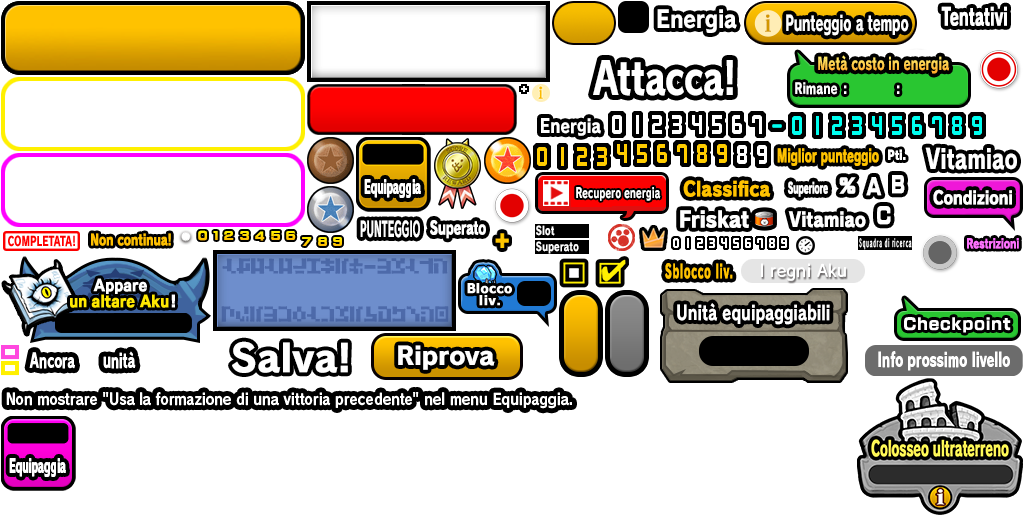 Energia
i
Punteggio a tempo
Tentativi
Attacca!
Metà costo in energia
Rimane :
:
i
Energia
01234567-0123456789
0123456789
89
Miglior punteggio
Pti.
Vitamiao
Equipaggia
Recupero energia
Classifica
Superiore
%
A
B
Condizioni
PUNTEGGIO
Superato
Friskat
Vitamiao
C
COMPLETATA!
Non continua!
0123456
789
Slot
Superato
0123456789
Squadra di ricerca
Restrizioni
Appare
un altare Aku!
Blocco
liv.
Sblocco liv.
I regni Aku
Unità equipaggiabili
Checkpoint
Ancora
unità
Salva!
Riprova
Info prossimo livello
Non mostrare "Usa la formazione di una vittoria precedente" nel menu Equipaggia.
Equipaggia
Colosseo ultraterreno
i